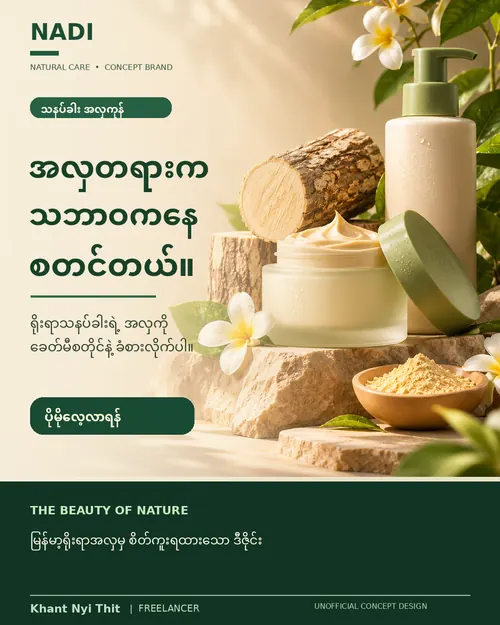 NADI
NATURAL CARE • CONCEPT BRAND
သနပ်ခါး အလှကုန်
အလှတရားက
သဘာဝကနေ
စတင်တယ်။
ရိုးရာသနပ်ခါးရဲ့ အလှကို
ခေတ်မီစတိုင်နဲ့ ခံစားလိုက်ပါ။
ပိုမိုလေ့လာရန်
THE BEAUTY OF NATURE
မြန်မာ့ရိုးရာအလှမှ စိတ်ကူးရထားသော ဒီဇိုင်း
Khant Nyi Thit | FREELANCER
UNOFFICIAL CONCEPT DESIGN